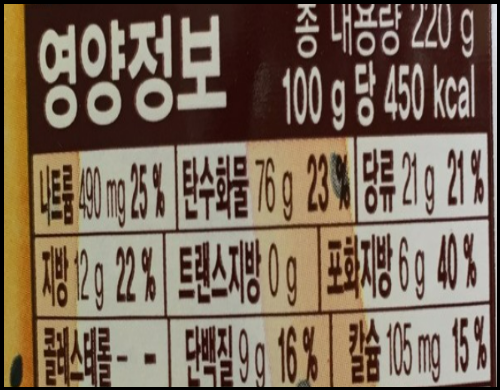 영양정보
총 내용량 220 g
100 g 당 450 kcal
나트륨 490 mg 25 % 탄수화물 76 g 23 % 당류 21 g 21 %
지방 12 g 22 % 트랜스지방 0 g 포화지방 6 g 40 %
콜레스테롤 - - 단백질 9 g 16 % 칼슘 105 mg 15 %